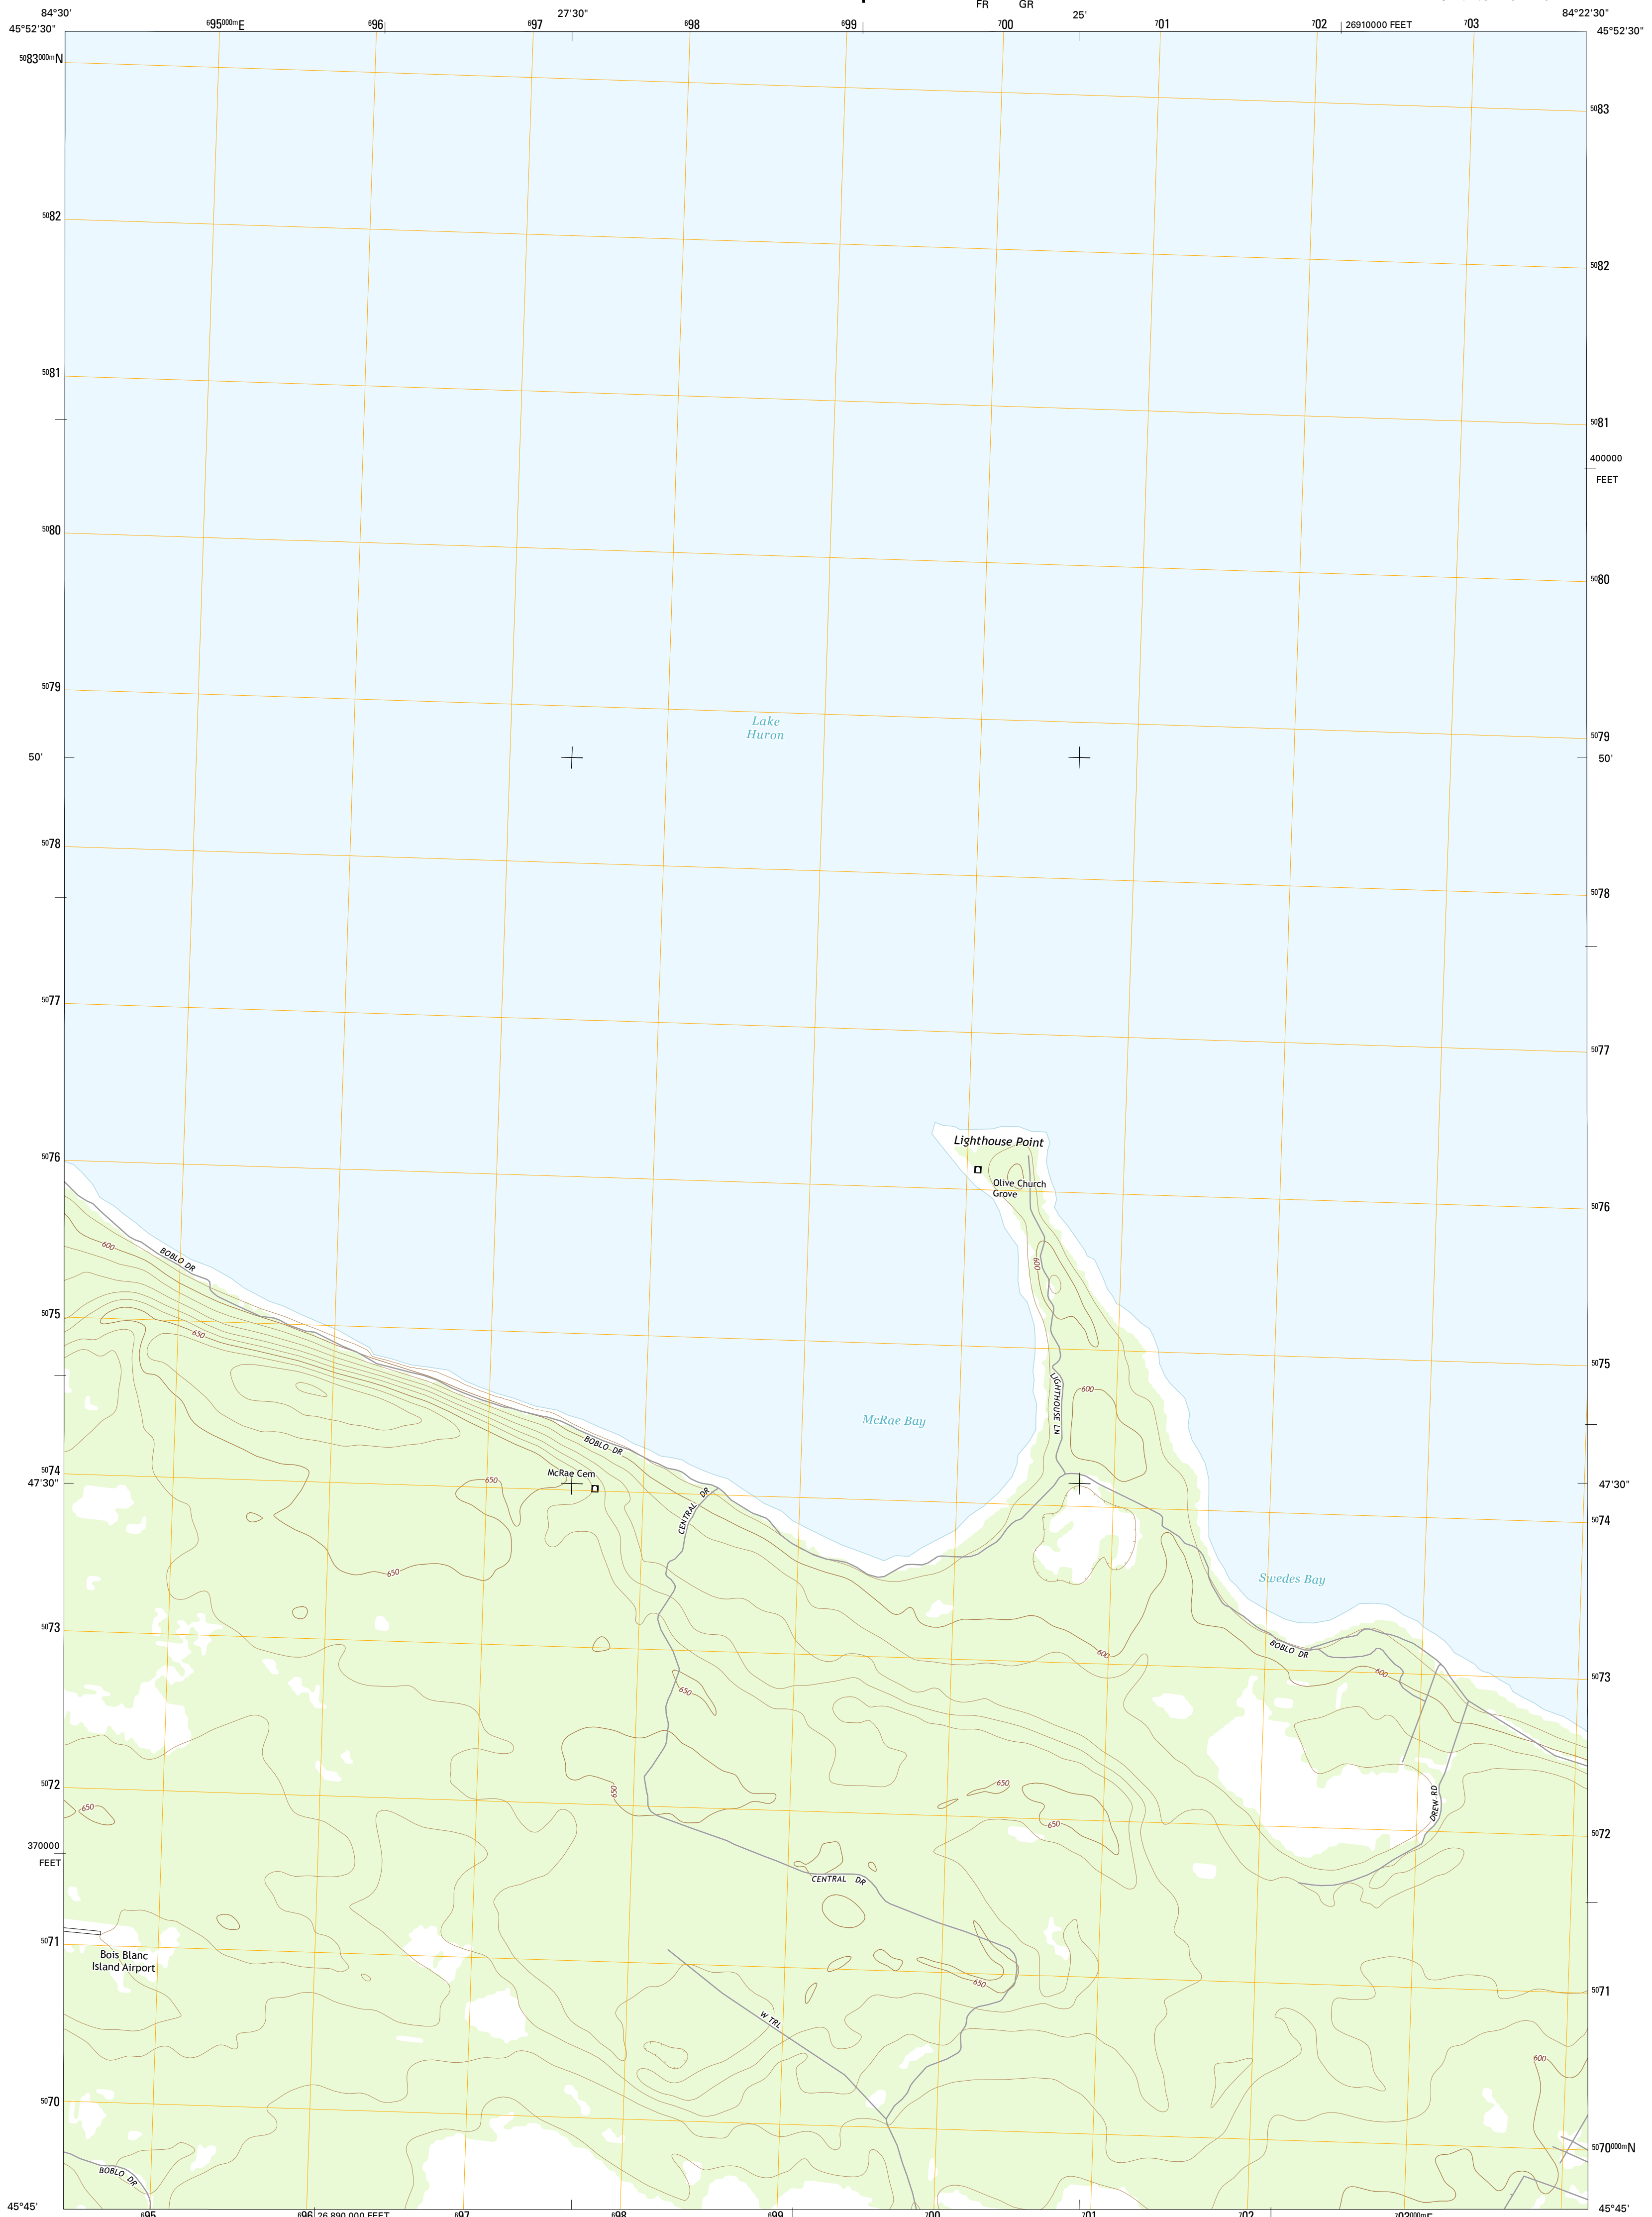 FR GR
84°30' ⁶95⁰⁰⁰ᵐE ⁶96 27'30" ⁶97 ⁶98 ⁶99 ⁷00 25' ⁷01 ⁷02 26910000 FEET ⁷03 84°22'30"
45°52'30" 45°52'30"
⁵⁰83⁰⁰⁰ᵐN
⁵⁰83
⁵⁰82
⁵⁰82
⁵⁰81
⁵⁰81
400000
FEET
⁵⁰80
⁵⁰80
⁵⁰79
Lake
Huron
⁵⁰79
50' 50'
⁵⁰78
⁵⁰78
⁵⁰77
⁵⁰77
Lighthouse Point
⁵⁰76
Olive Church
Grove
⁵⁰76
600
BOBLO DR
600
⁵⁰75
650
⁵⁰75
600
LIGHTHOUSE LN
McRae Bay
BOBLO DR
⁵⁰74
McRae Cem
650
47'30" 47'30"
CENTRAL DR
⁵⁰74
650
Swedes Bay
⁵⁰73
BOBLO DR
600
600
⁵⁰73
650
⁵⁰72
650
650
650
650
DREW RD
⁵⁰72
370000
FEET
CENTRAL DR
⁵⁰71
Bois Blanc
Island Airport
650
⁵⁰71
W TRL
600
⁵⁰70
⁵⁰70⁰⁰⁰ᵐN
BOBLO DR
45°45' 45°45'
⁶95 ⁶96 26 890 000 FEET ⁶97 ⁶98 ⁶99 ⁷00 ⁷01 ⁷02 ⁷03⁰⁰⁰ᵐE